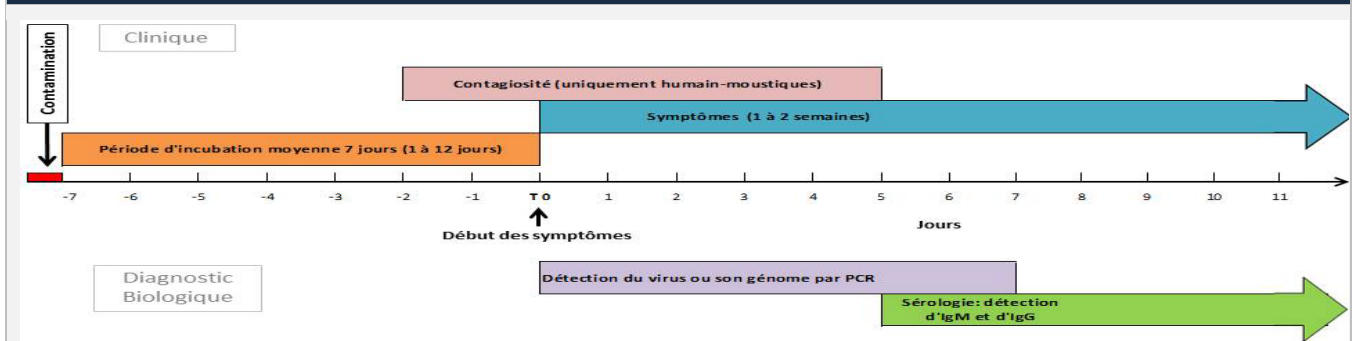 Contamination
Clinique
Contagiosité (uniquement humain-moustiques)
Symptômes (1 à 2 semaines)
Période d'incubation moyenne 7 jours (1 à 12 jours)
-7 -6 -5 -4 -3 -2 -1 T 0 1 2 3 4 5 6 7 8 9 10 11
Jours
Début des symptômes
Diagnostic
Biologique
Détection du virus ou son génome par PCR
Sérologie: détection
d'IgM et d'IgG